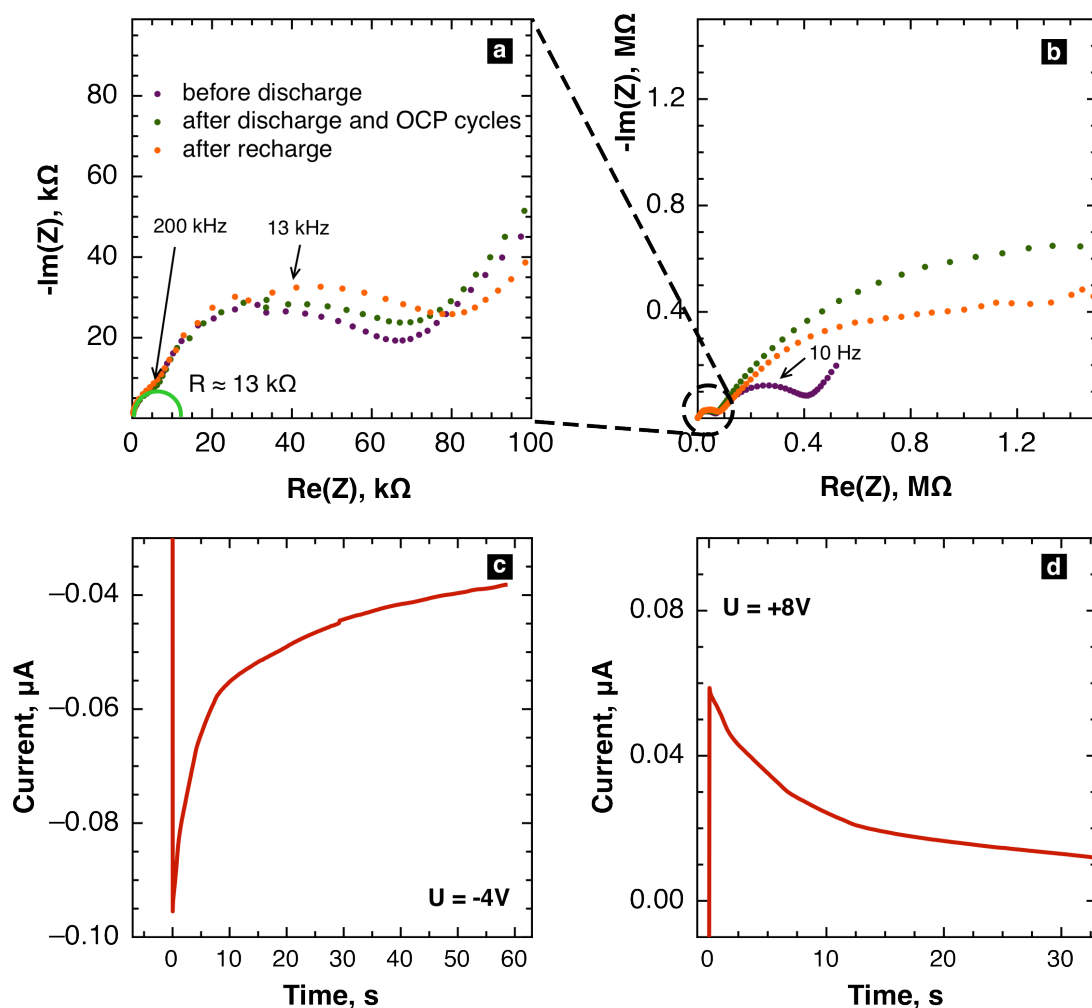 a
-Im(Z), kΩ
80
60
40
20
0
before discharge
after discharge and OCP cycles
after recharge
200 kHz
13 kHz
R ≈ 13 kΩ
0 20 40 60 80 100
Re(Z), kΩ
b
-Im(Z), MΩ
1.2
0.8
0.4
10 Hz
0.0 0.4 0.8 1.2
Re(Z), MΩ
c
Current, µA
−0.04
−0.06
−0.08
−0.10
U = -4V
0 10 20 30 40 50 60
Time, s
d
Current, µA
0.08
0.04
0.00
U = +8V
0 10 20 30
Time, s